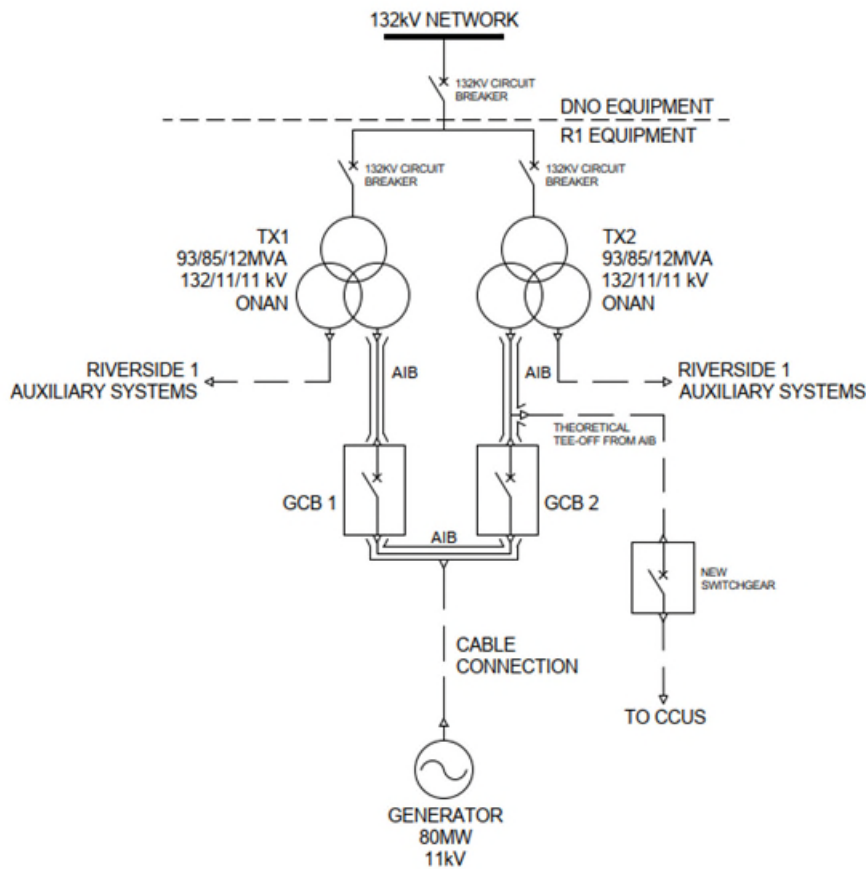 132kV NETWORK
132KV CIRCUIT
BREAKER
DNO EQUIPMENT
R1 EQUIPMENT
132KV CIRCUIT
BREAKER
132KV CIRCUIT
BREAKER
TX1
93/85/12MVA
132/11/11 kV
ONAN
TX2
93/85/12MVA
132/11/11 kV
ONAN
RIVERSIDE 1
AUXILIARY SYSTEMS
AIB
AIB
RIVERSIDE 1
AUXILIARY SYSTEMS
THEORETICAL
TEE-OFF FROM AIB
GCB 1
GCB 2
AIB
NEW
SWITCHGEAR
CABLE
CONNECTION
TO CCUS
GENERATOR
80MW
11kV